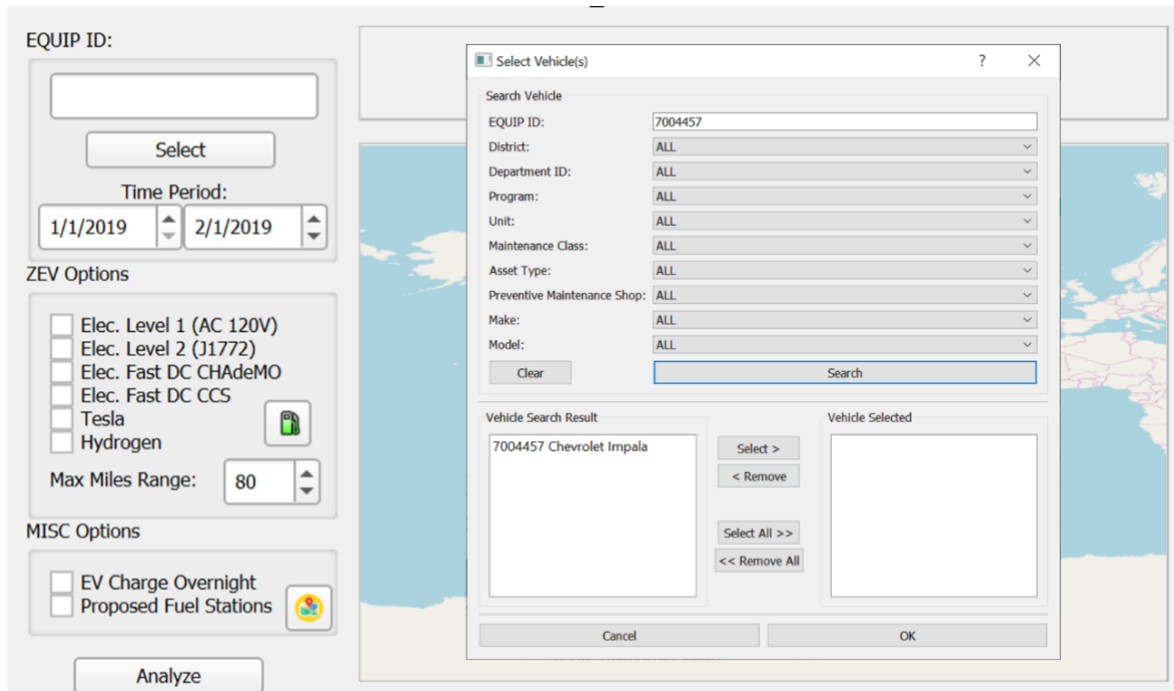 EQUIP ID:
Select
Time Period:
1/1/2019 2/1/2019
ZEV Options
Elec. Level 1 (AC 120V)
Elec. Level 2 (J1772)
Elec. Fast DC CHAdeMO
Elec. Fast DC CCS
Tesla
Hydrogen
Max Miles Range: 80
MISC Options
EV Charge Overnight
Proposed Fuel Stations
Analyze
Select Vehicle(s)
Search Vehicle
EQUIP ID: 7004457
District: ALL
Department ID: ALL
Program: ALL
Unit: ALL
Maintenance Class: ALL
Asset Type: ALL
Preventive Maintenance Shop: ALL
Make: ALL
Model: ALL
Clear Search
Vehicle Search Result Vehicle Selected
7004457 Chevrolet Impala
Select >
< Remove
Select All >>
<< Remove All
Cancel OK